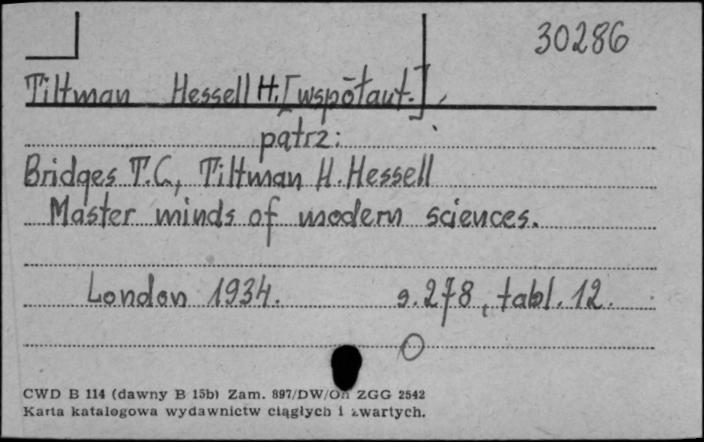 30286
Tiltman Hessell H. [współaut.]
patrz:
Bridges T.C., Tiltman H. Hessell
Master minds of modern sciences.
London 1934. s. 278, tabl. 12.
CWD B 114 (dawny B 15b) Zam. 897/DW/On ZGG 2542
Karta katalogowa wydawnictw ciągłych i zwartych.